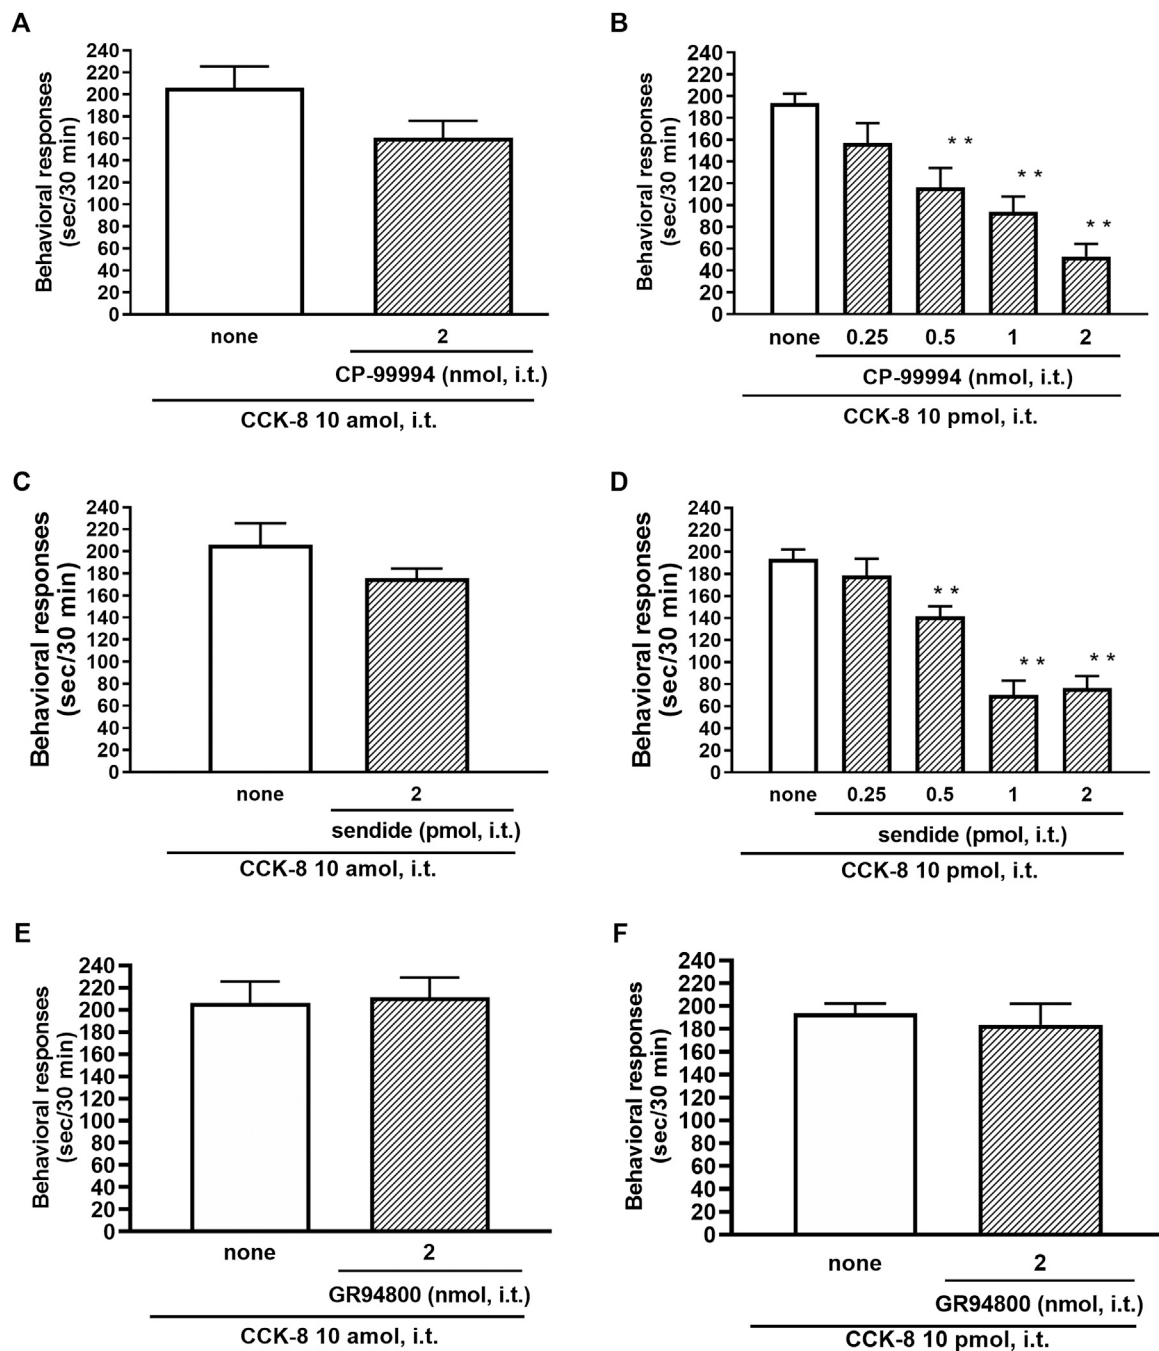 A
Behavioral responses
(sec/30 min)
240
220
200
180
160
140
120
100
80
60
40
20
0
none
2
CP-99994 (nmol, i.t.)
CCK-8 10 amol, i.t.
B
Behavioral responses
(sec/30 min)
240
220
200
180
160
140
120
100
80
60
40
20
0
* *
* *
* *
none 0.25 0.5 1 2
CP-99994 (nmol, i.t.)
CCK-8 10 pmol, i.t.
C
Behavioral responses
(sec/30 min)
240
220
200
180
160
140
120
100
80
60
40
20
0
none
2
sendide (pmol, i.t.)
CCK-8 10 amol, i.t.
D
Behavioral responses
(sec/30 min)
240
220
200
180
160
140
120
100
80
60
40
20
0
* *
* *
* *
none 0.25 0.5 1 2
sendide (pmol, i.t.)
CCK-8 10 pmol, i.t.
E
Behavioral responses
(sec/30 min)
240
220
200
180
160
140
120
100
80
60
40
20
0
none
2
GR94800 (nmol, i.t.)
CCK-8 10 amol, i.t.
F
Behavioral responses
(sec/30 min)
240
220
200
180
160
140
120
100
80
60
40
20
0
none
2
GR94800 (nmol, i.t.)
CCK-8 10 pmol, i.t.